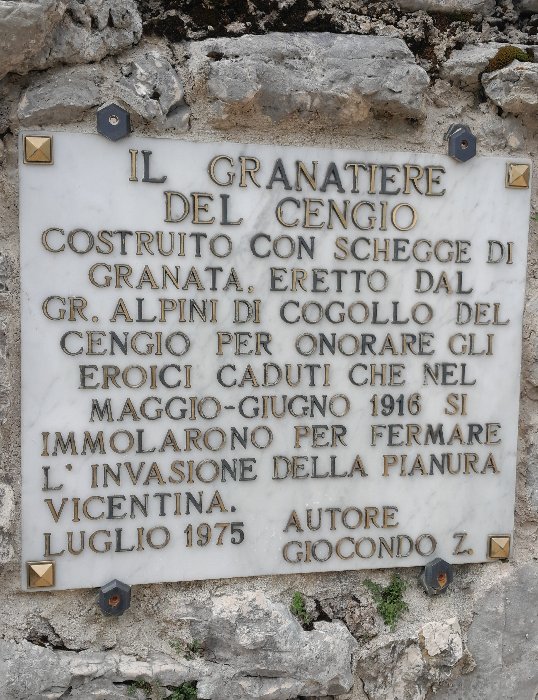 IL GRANATIERE
DEL CENGIO
COSTRUITO CON SCHEGGE DI
GRANATA. ERETTO DAL
GR. ALPINI DI COGOLLO DEL
CENGIO PER ONORARE GLI
EROICI CADUTI CHE NEL
MAGGIO-GIUGNO 1916 SI
IMMOLARONO PER FERMARE
L'INVASIONE DELLA PIANURA
VICENTINA.
LUGLIO 1975
AUTORE
GIOCONDO Z.